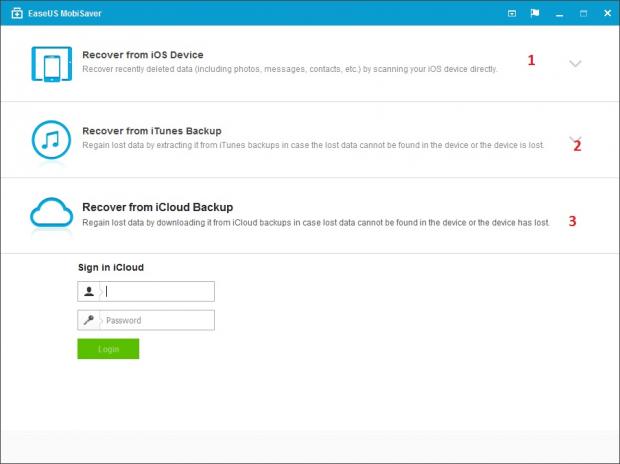 EaseUS MobiSaver
Recover from iOS Device
Recover recently deleted data (including photos, messages, contacts, etc.) by scanning your iOS device directly.
1
Recover from iTunes Backup
Regain lost data by extracting it from iTunes backups in case the lost data cannot be found in the device or the device is lost.
2
Recover from iCloud Backup
Regain lost data by downloading it from iCloud backups in case lost data cannot be found in the device or the device has lost.
3
Sign in iCloud
Password
Login